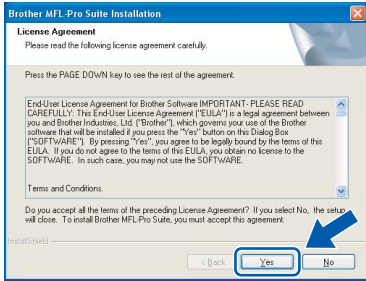 Brother MFL-Pro Suite Installation
License Agreement
Please read the following license agreement carefully.
Press the PAGE DOWN key to see the rest of the agreement.
End-User License Agreement for Brother Software IMPORTANT- PLEASE READ
CAREFULLY: This End-User License Agreement ("EULA") is a legal agreement between
you and Brother Industries, Ltd. ("Brother"), which governs your use of the Brother
software that will be installed if you press the "Yes" button on this Dialog Box
("SOFTWARE"). By pressing "Yes", you agree to be legally bound by the terms of this
EULA. If you do not agree to the terms of this EULA, you obtain no license to the
SOFTWARE. In such case, you may not use the SOFTWARE.
Terms and Conditions.
Do you accept all the terms of the preceding License Agreement? If you select No, the setup
will close. To install Brother MFL-Pro Suite, you must accept this agreement.
InstallShield
< Back Yes No